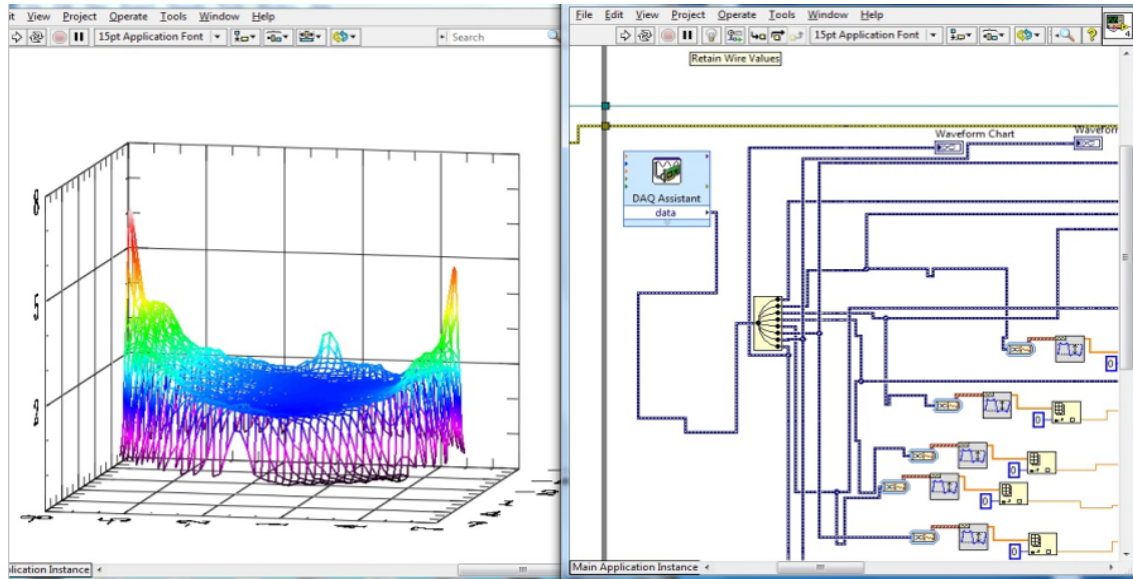 it View Project Operate Tools Window Help
15pt Application Font
Search
8
5
plication Instance
File Edit View Project Operate Tools Window Help
15pt Application Font
4
Retain Wire Values
Waveform Chart
Wavefor
DAQ Assistant
data
0
0
0
0
0
Main Application Instance